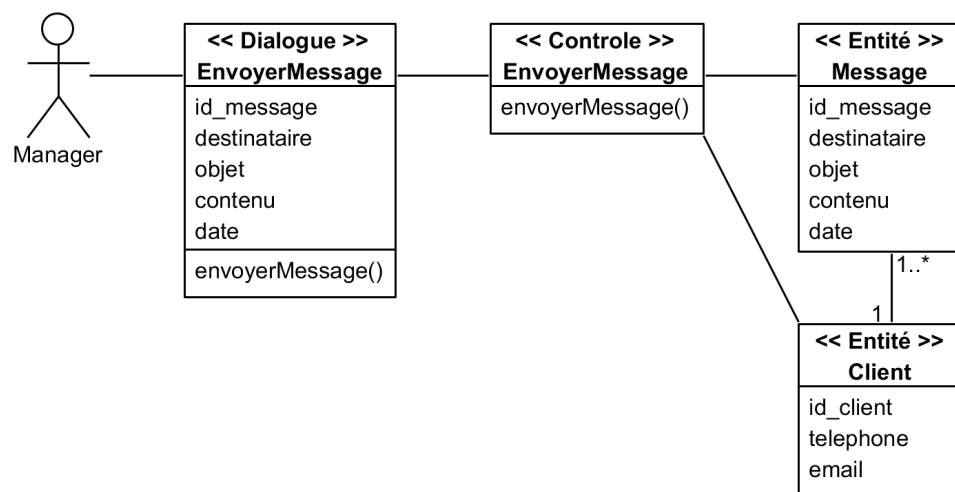 Manager
<< Dialogue >>
EnvoyerMessage
id_message
destinataire
objet
contenu
date
envoyerMessage()
<< Controle >>
EnvoyerMessage
envoyerMessage()
<< Entité >>
Message
id_message
destinataire
objet
contenu
date
1..*
1
<< Entité >>
Client
id_client
telephone
email